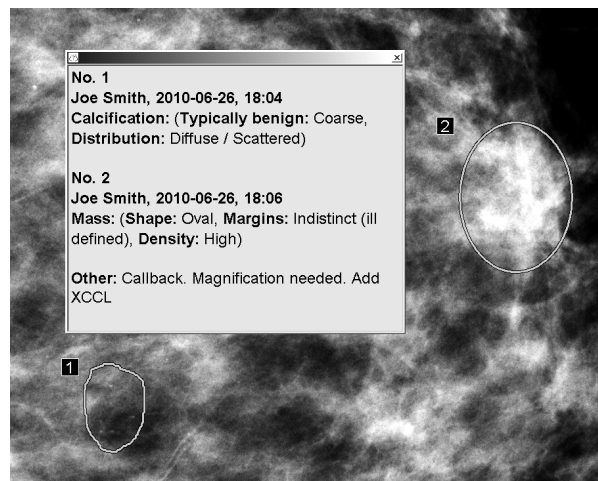 No. 1
Joe Smith, 2010-06-26, 18:04
Calcification: (Typically benign: Coarse,
Distribution: Diffuse / Scattered)
No. 2
Joe Smith, 2010-06-26, 18:06
Mass: (Shape: Oval, Margins: Indistinct (ill
defined), Density: High)
Other: Callback. Magnification needed. Add
XCCL
2
1